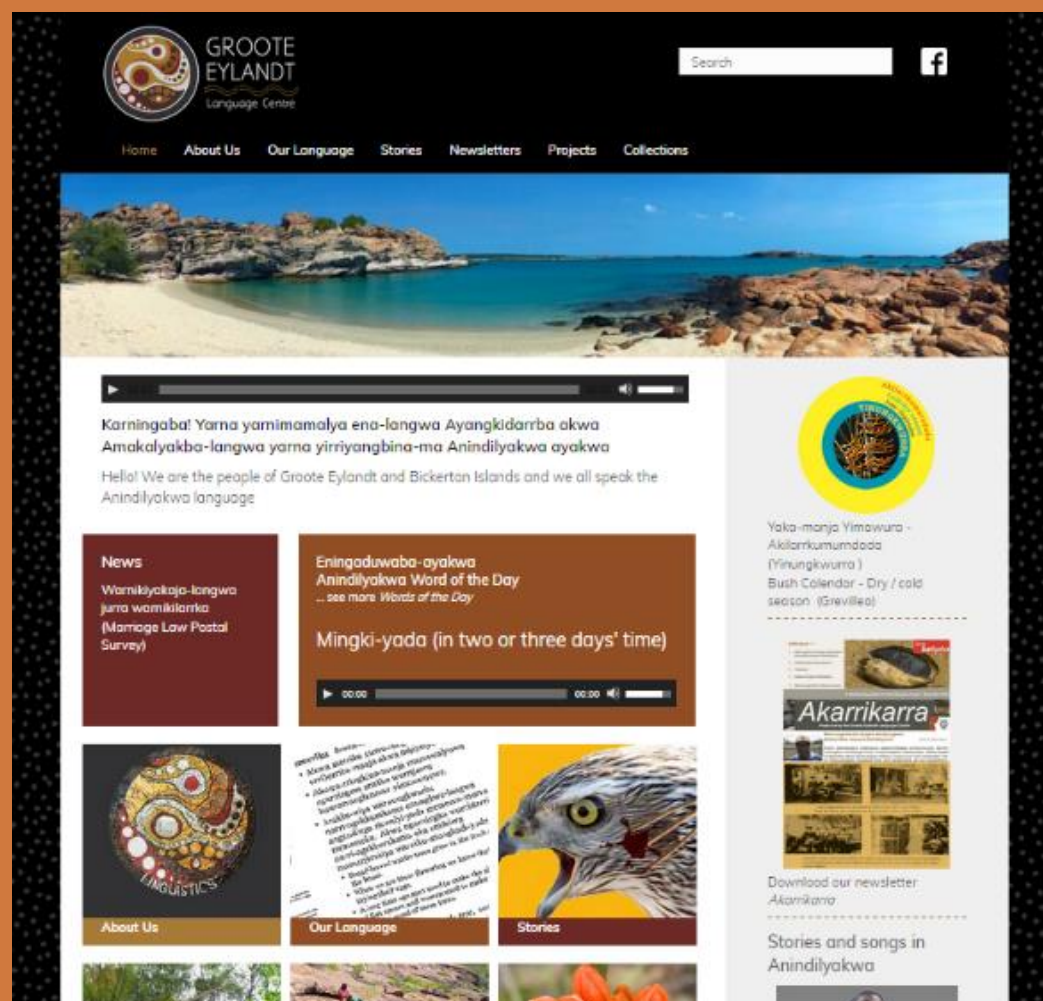 GROOTE
EYLANDT
Language Centre
Search
Home About Us Our Language Stories Newsletters Projects Collections
Karningaba! Yarna yarnimamalya ena-langwa Ayangkidarrba akwa
Amakalyakba-langwa yarna yirriyangbina-ma Anindilyakwa ayakwa
Hello! We are the people of Groote Eylandt and Bickerton Islands and we all speak the
Anindilyakwa language
News
Warnikiyakaja-langwa
jurra warnikilarrka
(Marriage Law Postal
Survey)
Eningaduwaba-ayakwa
Anindilyakwa Word of the Day
... see more Words of the Day
Mingki-yada (in two or three days' time)
00:00 00:00
LINGUISTICS
About Us
Our Language
Stories
YINUNGKWURRA
Yaka-manja Yimawura -
Akilarrkumurndada
(Yinungkwurra )
Bush Calendar - Dry / cold
season (Grevillea)
Akarrikarra
Download our newsletter
Akarrikarra
Stories and songs in
Anindilyakwa